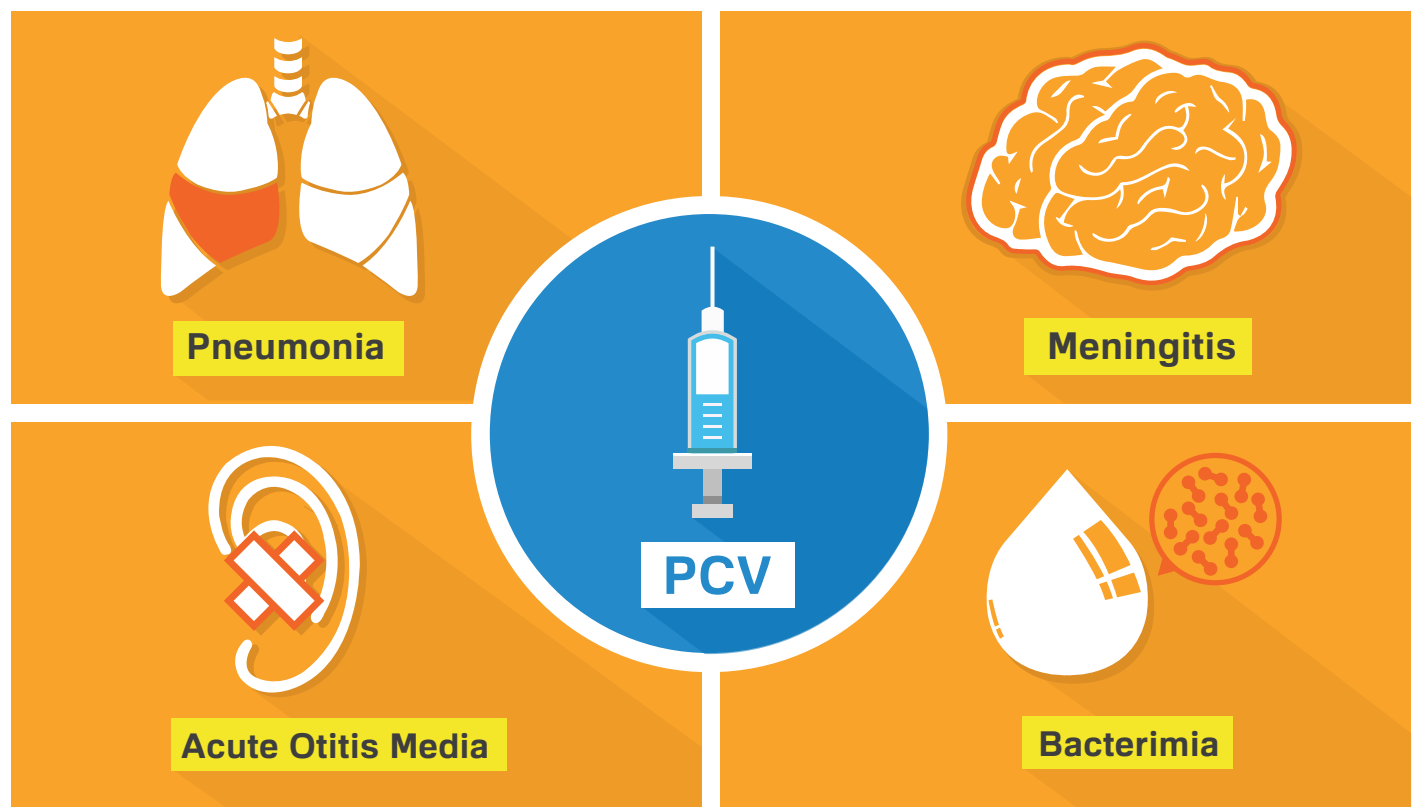 Pneumonia
Meningitis
PCV
Acute Otitis Media
Bacterimia